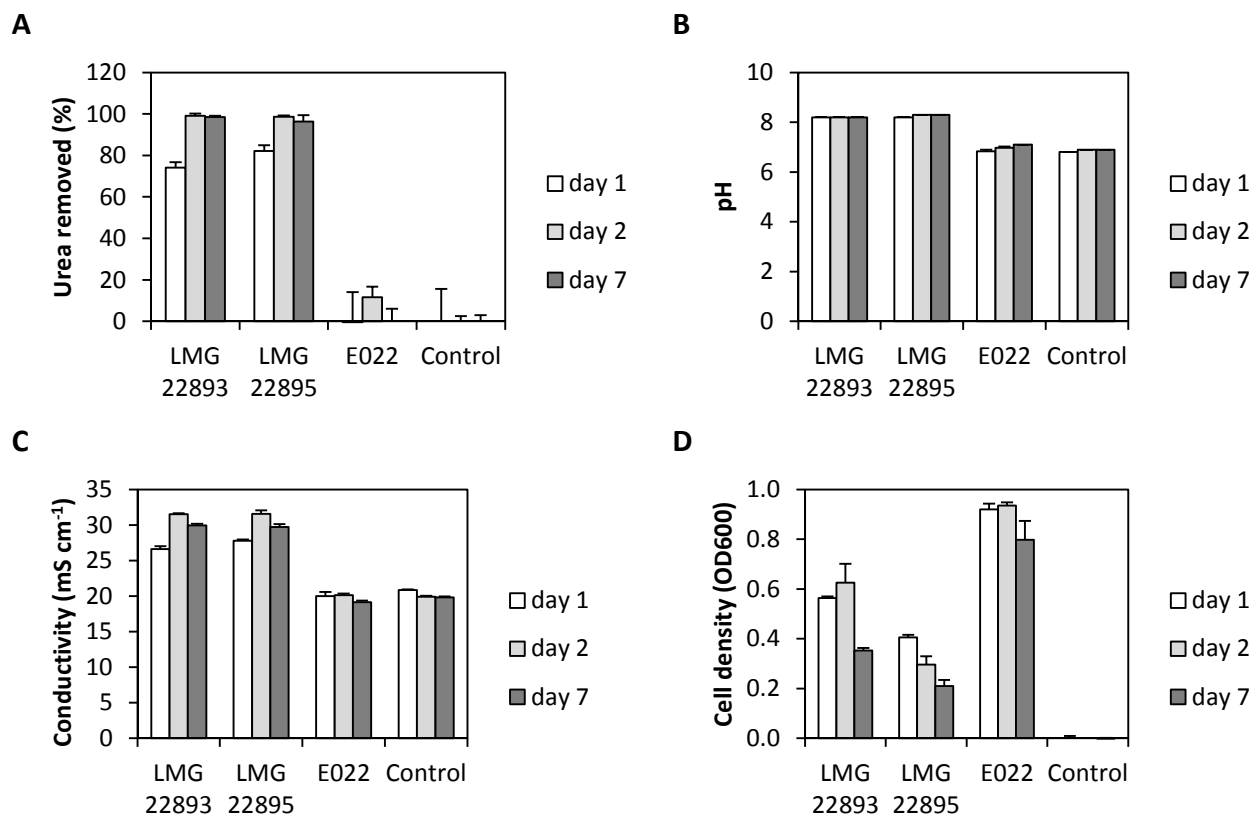 A
Urea removed (%)
120
100
80
60
40
20
0
LMG
22893
LMG
22895
E022
Control
day 1
day 2
day 7
B
pH
10
8
6
4
2
0
LMG
22893
LMG
22895
E022
Control
day 1
day 2
day 7
C
Conductivity (mS cm⁻¹)
35
30
25
20
15
10
5
0
LMG
22893
LMG
22895
E022
Control
day 1
day 2
day 7
D
Cell density (OD600)
1.0
0.8
0.6
0.4
0.2
0.0
LMG
22893
LMG
22895
E022
Control
day 1
day 2
day 7